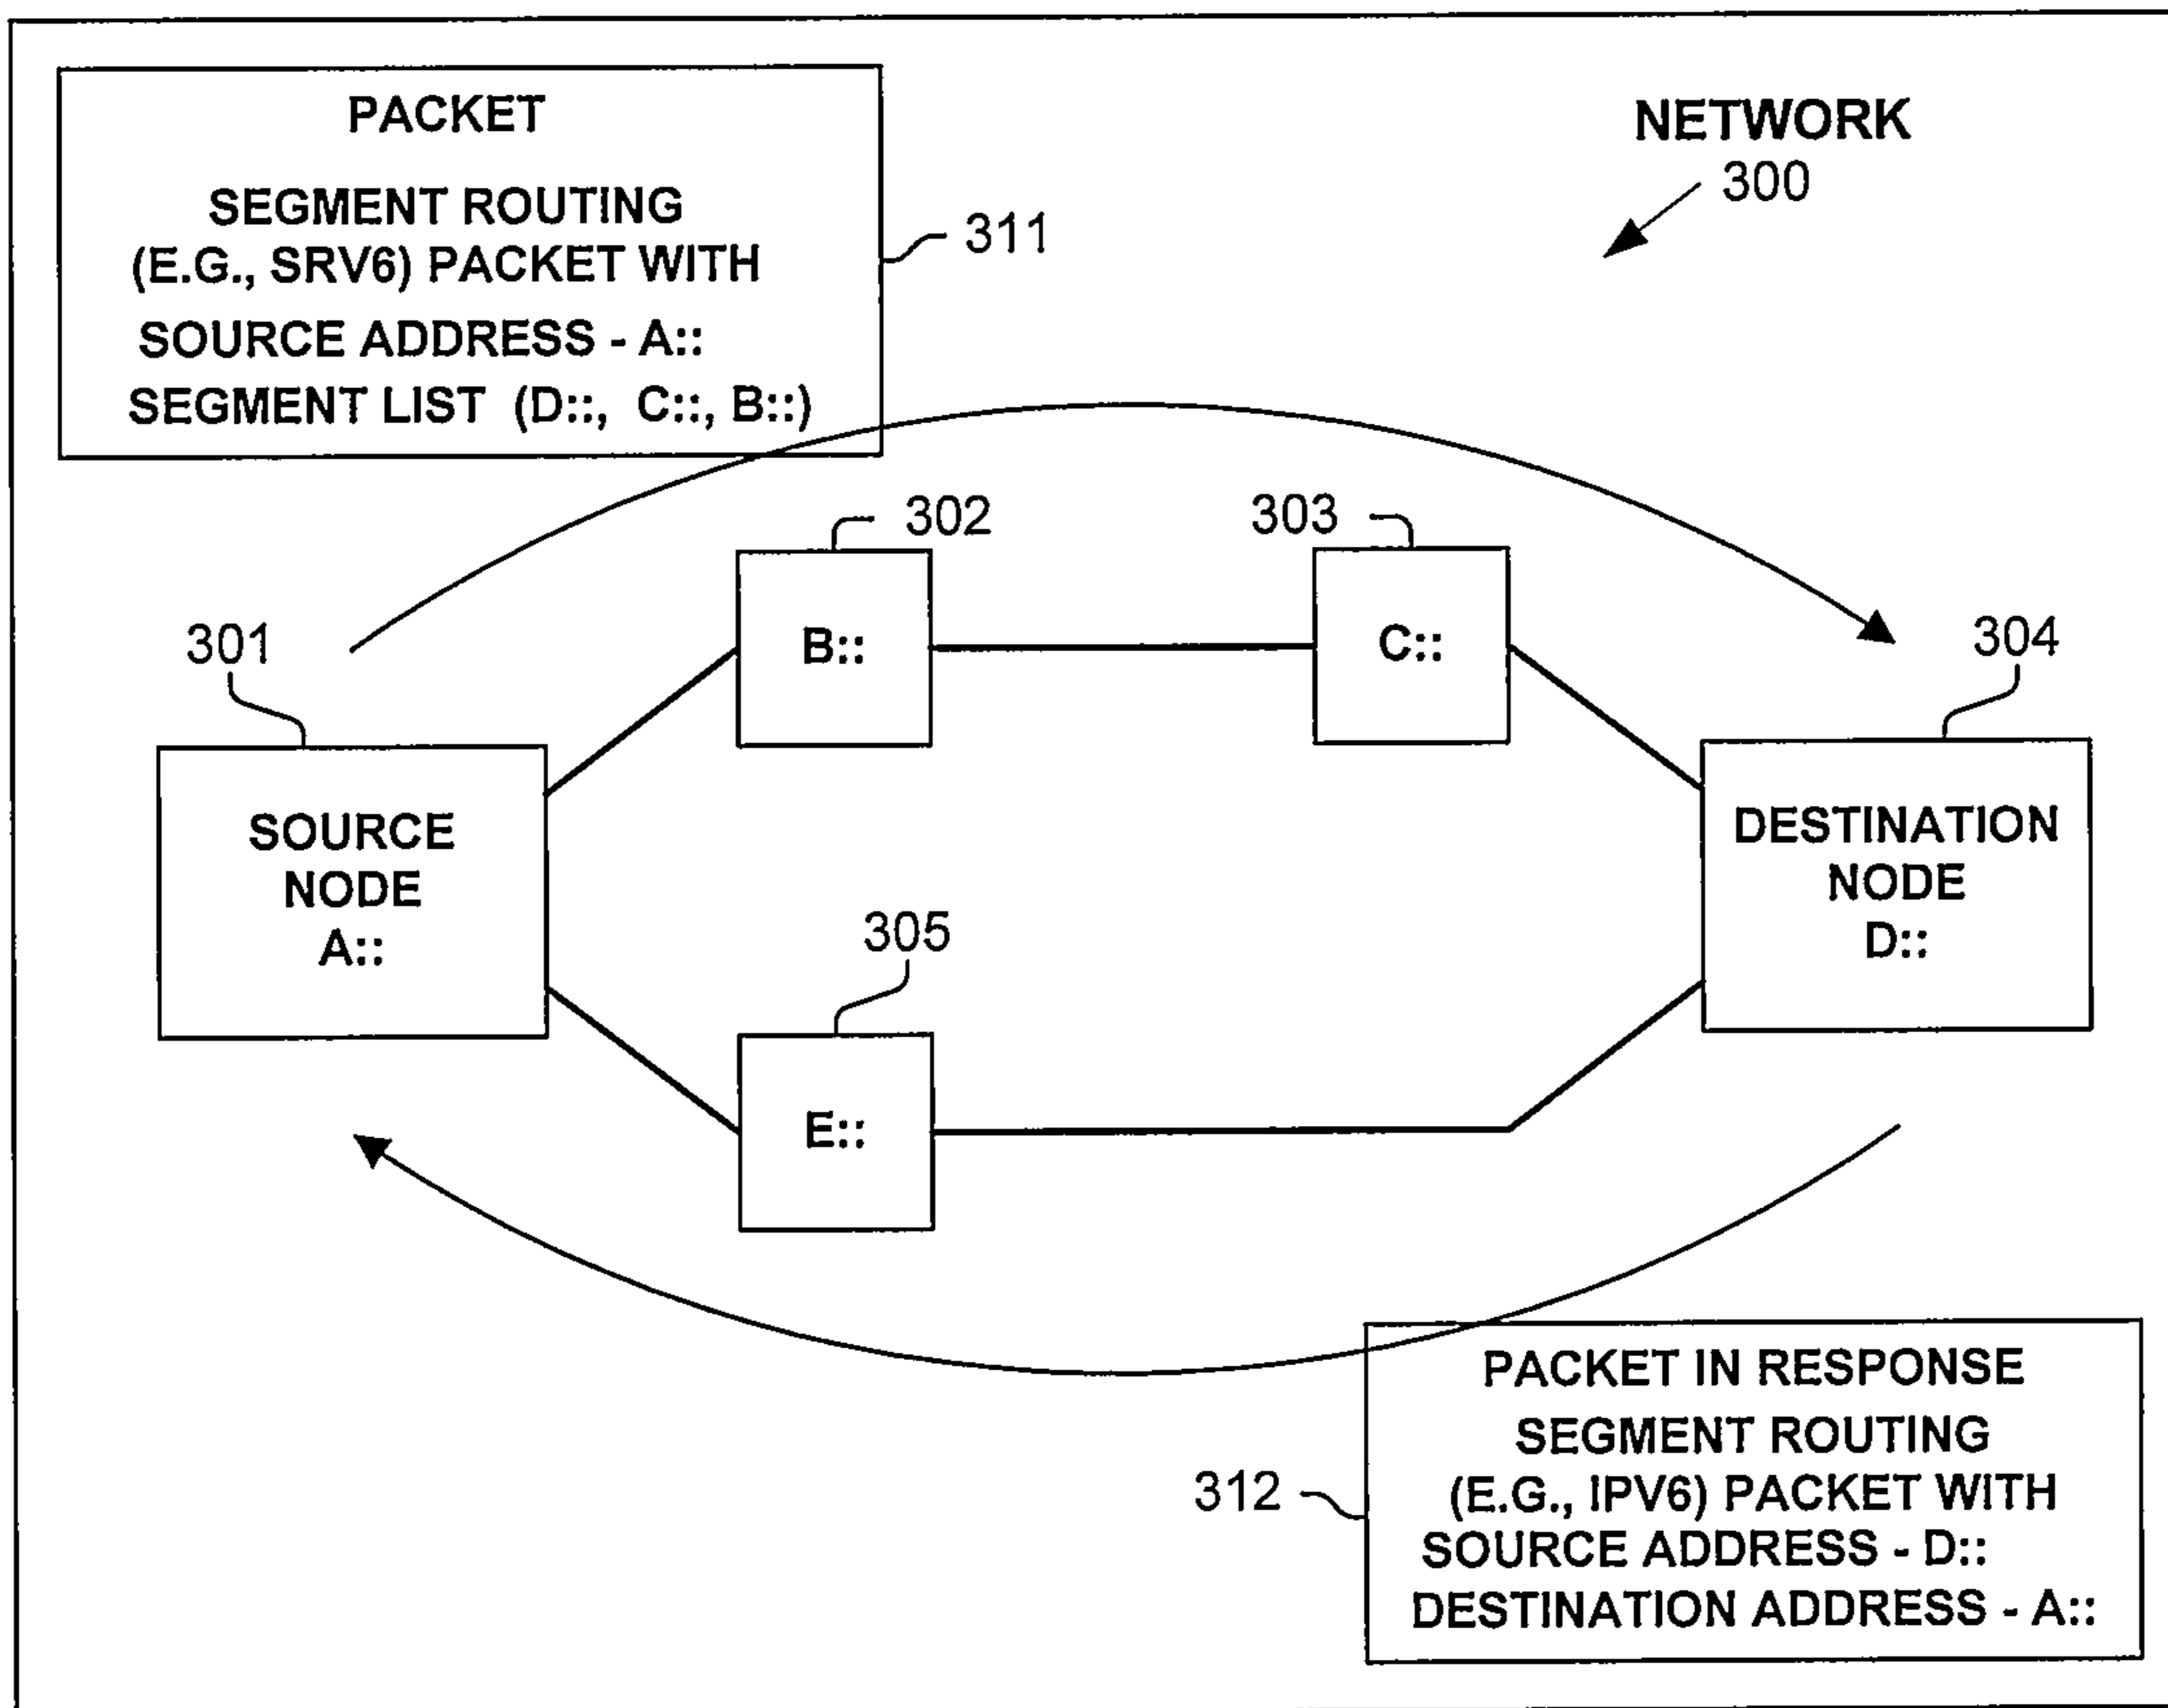 PACKET
SEGMENT ROUTING
(E.G., SRV6) PACKET WITH
SOURCE ADDRESS - A::
SEGMENT LIST (D::, C::, B::)
311
NETWORK
300
302
303
B::
C::
301
304
SOURCE
NODE
A::
DESTINATION
NODE
D::
305
E::
312
PACKET IN RESPONSE
SEGMENT ROUTING
(E.G., IPV6) PACKET WITH
SOURCE ADDRESS - D::
DESTINATION ADDRESS - A::